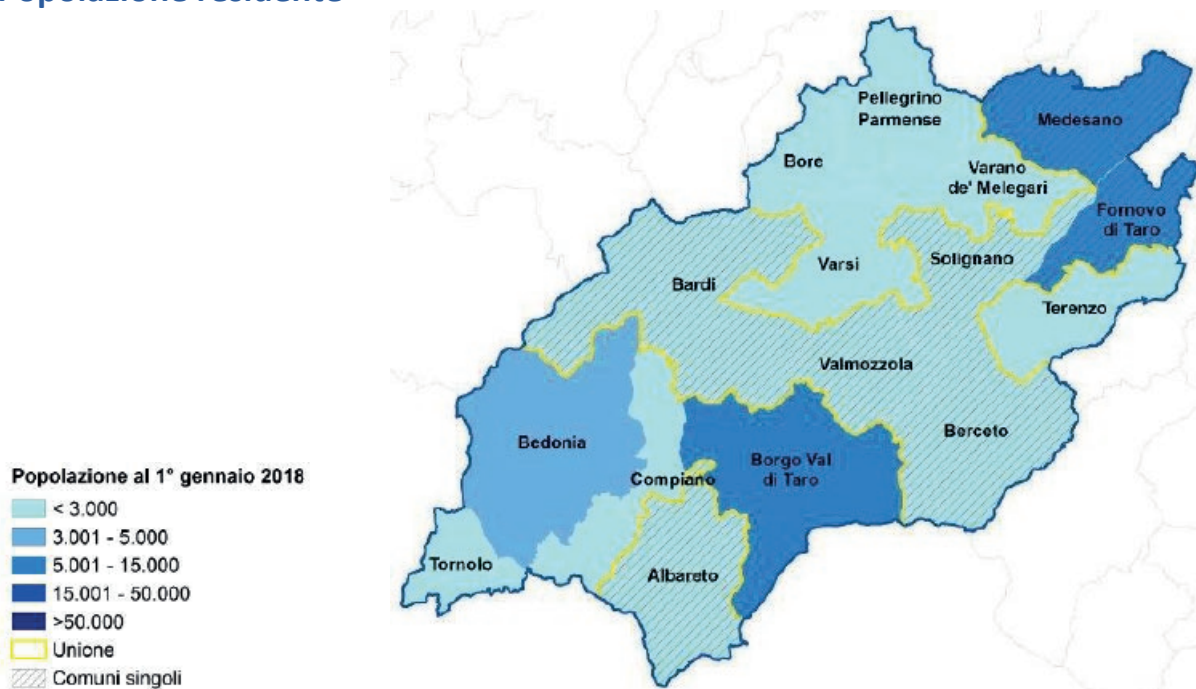 Popolazione residente
Pellegrino
Parmense
Medesano
Bore
Varano
de' Melegari
Fornovo
di Taro
Solignano
Varsi
Bardi
Terenzo
Valmozzola
Berceto
Bedonia
Borgo Val
di Taro
Compiano
Tornolo
Albareto
Popolazione al 1° gennaio 2018
< 3.000
3.001 - 5.000
5.001 - 15.000
15.001 - 50.000
>50.000
Unione
Comuni singoli